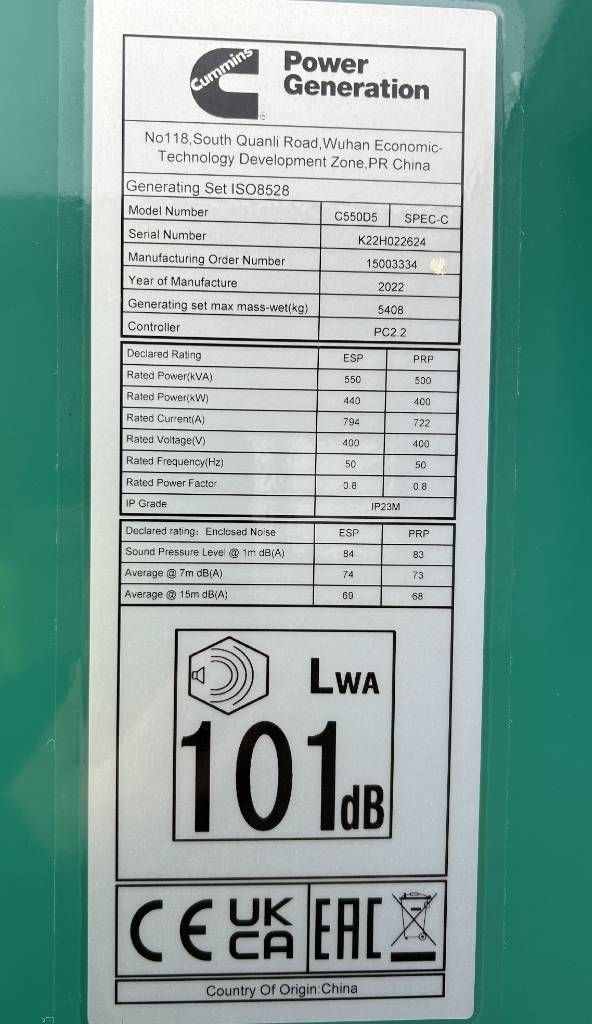 Cummins
Power
Generation
No118,South Quanli Road,Wuhan Economic-
Technology Development Zone,PR China
Generating Set ISO8528
Model Number C550D5 SPEC-C
Serial Number K22H022624
Manufacturing Order Number 15003334
Year of Manufacture 2022
Generating set max mass-wet(kg) 5408
Controller PC2.2
Declared Rating ESP PRP
Rated Power(kVA) 550 500
Rated Power(kW) 440 400
Rated Current(A) 794 722
Rated Voltage(V) 400 400
Rated Frequency(Hz) 50 50
Rated Power Factor 0.8 0.8
IP Grade IP23M
Declared rating: Enclosed Noise ESP PRP
Sound Pressure Level @ 1m dB(A) 84 83
Average @ 7m dB(A) 74 73
Average @ 15m dB(A) 69 68
LWA
101dB
CE UK CA EAC
Country Of Origin:China